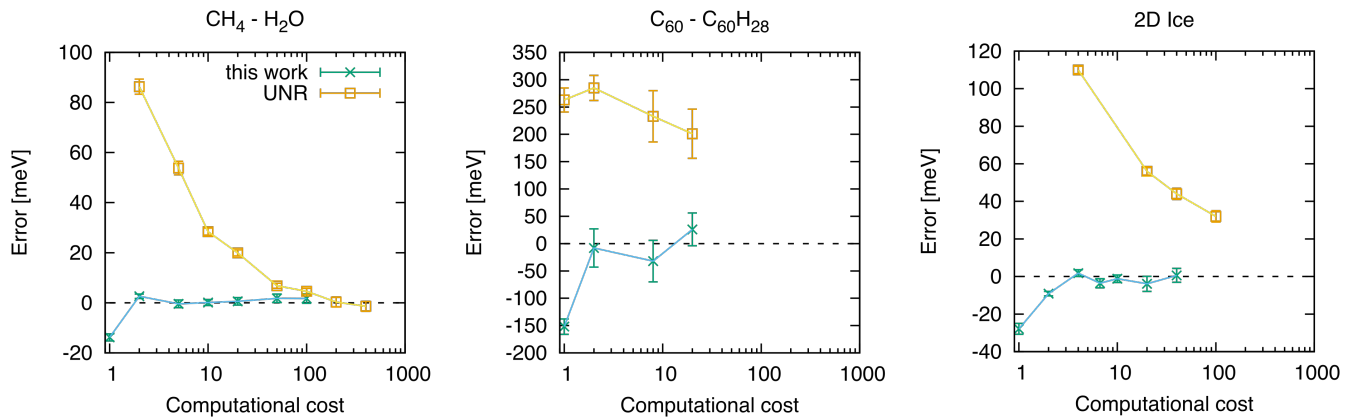 CH₄ - H₂O
100
80
60
40
20
0
-20
Error [meV]
this work
UNR
1 10 100 1000
Computational cost
C₆₀ - C₆₀H₂₈
350
300
250
200
150
100
50
0
-50
-100
-150
-200
Error [meV]
1 10 100 1000
Computational cost
2D Ice
120
100
80
60
40
20
0
-20
-40
Error [meV]
1 10 100 1000
Computational cost